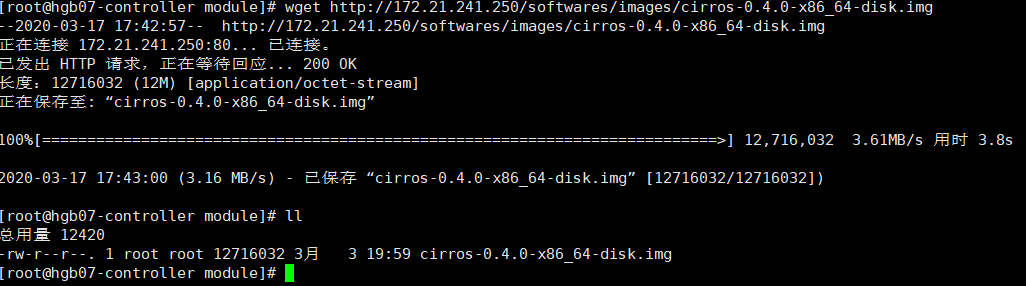 [root@hgb07-controller module]# wget http://172.21.241.250/softwares/images/cirros-0.4.0-x86_64-disk.img
--2020-03-17 17:42:57--  http://172.21.241.250/softwares/images/cirros-0.4.0-x86_64-disk.img
正在连接 172.21.241.250:80... 已连接。
已发出 HTTP 请求，正在等待回应... 200 OK
长度：12716032 (12M) [application/octet-stream]
正在保存至: “cirros-0.4.0-x86_64-disk.img”
100%[===========================================================================>] 12,716,032  3.61MB/s 用时 3.8s
2020-03-17 17:43:00 (3.16 MB/s) - 已保存 “cirros-0.4.0-x86_64-disk.img” [12716032/12716032])
[root@hgb07-controller module]# ll
总用量 12420
-rw-r--r--. 1 root root 12716032 3月   3 19:59 cirros-0.4.0-x86_64-disk.img
[root@hgb07-controller module]#